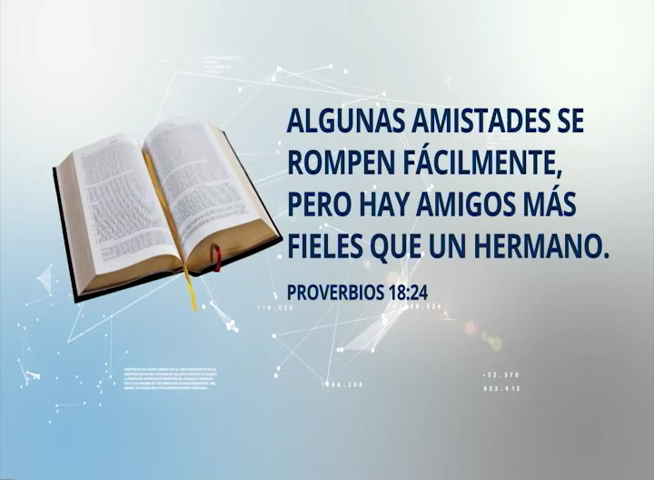 ALGUNAS AMISTADES SE
ROMPEN FÁCILMENTE,
PERO HAY AMIGOS MÁS
FIELES QUE UN HERMANO.
PROVERBIOS 18:24